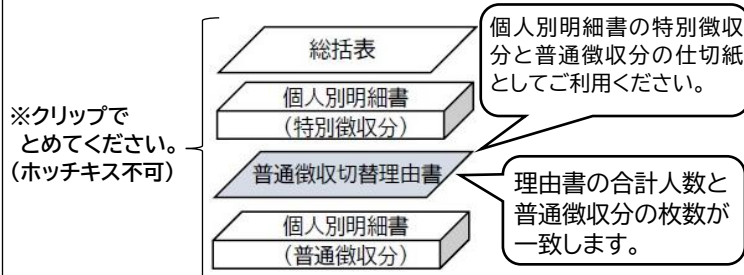 総括表
個人別明細書の特別徴収
分と普通徴収分の仕切紙
としてご利用ください。
個人別明細書
(特別徴収分)
※クリップで
とめてください。
(ホッチキス不可)
普通徴収切替理由書
理由書の合計人数と
普通徴収分の枚数が
一致します。
個人別明細書
(普通徴収分)